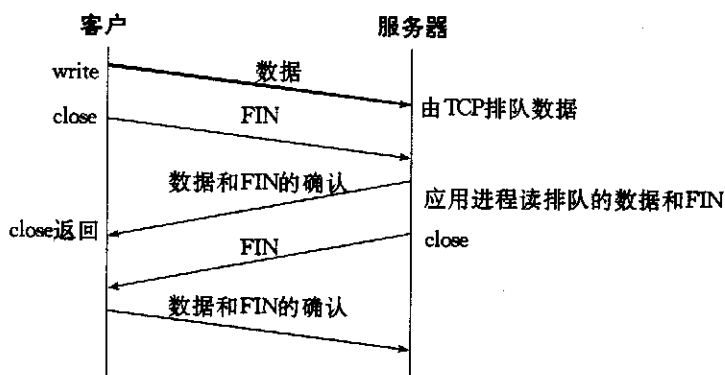 客户
服务器
write
数据
由TCP排队数据
close
FIN
数据和FIN的确认
应用进程读排队的数据和FIN
close返回
FIN
close
数据和FIN的确认